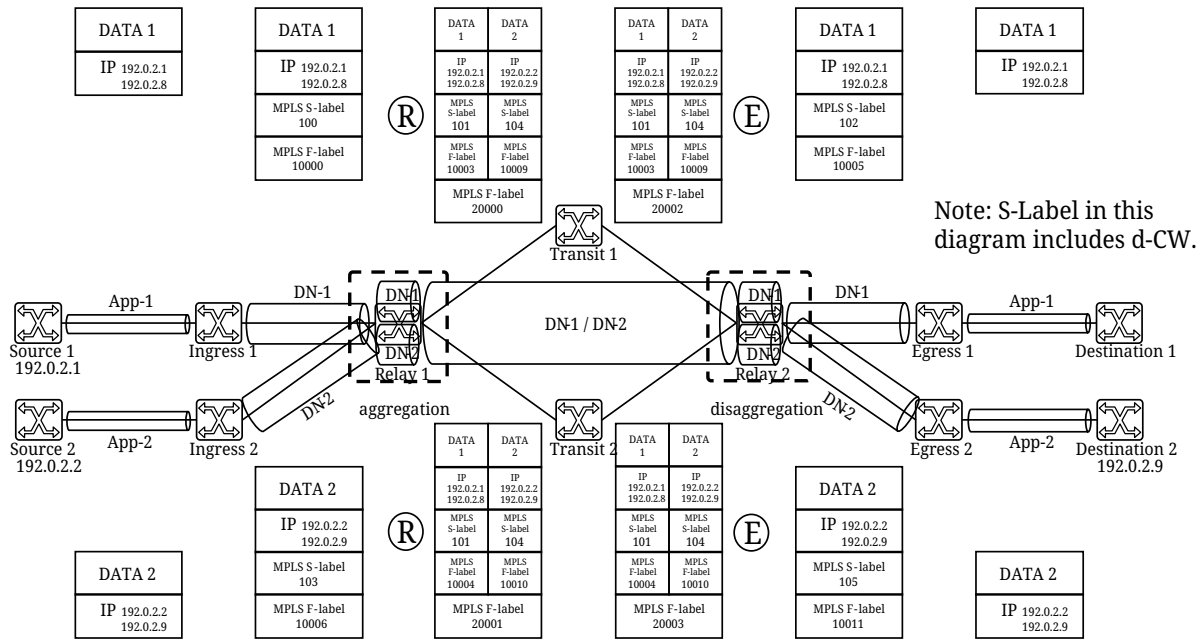 DATA 1
IP 192.0.2.1
192.0.2.8
DATA 1
IP 192.0.2.1
192.0.2.8
MPLS S-label
100
MPLS F-label
10000
R
DATA
1
DATA
2
IP
192.0.2.1
192.0.2.8
IP
192.0.2.2
192.0.2.9
MPLS
S-label
101
MPLS
S-label
104
MPLS
F-label
10003
MPLS
F-label
10009
MPLS F-label
20000
DATA
1
DATA
2
IP
192.0.2.1
192.0.2.8
IP
192.0.2.2
192.0.2.9
MPLS
S-label
101
MPLS
S-label
104
MPLS
F-label
10003
MPLS
F-label
10009
MPLS F-label
20002
E
DATA 1
IP 192.0.2.1
192.0.2.8
MPLS S-label
102
MPLS F-label
10005
DATA 1
IP 192.0.2.1
192.0.2.8
Note: S-Label in this
diagram includes d-CW.
Transit 1
App-1
DN-1
DN-1
DN-1 / DN-2
DN-1
DN-1
App-1
Source 1
192.0.2.1
Ingress 1
DN-2
Relay 1
DN-2
Relay 2
Egress 1
Destination 1
aggregation
disaggregation
DN-2
DN-2
App-2
App-2
Source 2
192.0.2.2
Ingress 2
Transit 2
Egress 2
Destination 2
192.0.2.9
DATA 2
IP 192.0.2.2
192.0.2.9
DATA 2
IP 192.0.2.2
192.0.2.9
MPLS S-label
103
MPLS F-label
10006
R
DATA
1
DATA
2
IP
192.0.2.1
192.0.2.8
IP
192.0.2.2
192.0.2.9
MPLS
S-label
101
MPLS
S-label
104
MPLS
F-label
10004
MPLS
F-label
10010
MPLS F-label
20001
DATA
1
DATA
2
IP
192.0.2.1
192.0.2.8
IP
192.0.2.2
192.0.2.9
MPLS
S-label
101
MPLS
S-label
104
MPLS
F-label
10004
MPLS
F-label
10010
MPLS F-label
20003
E
DATA 2
IP 192.0.2.2
192.0.2.9
MPLS S-label
105
MPLS F-label
10011
DATA 2
IP 192.0.2.2
192.0.2.9